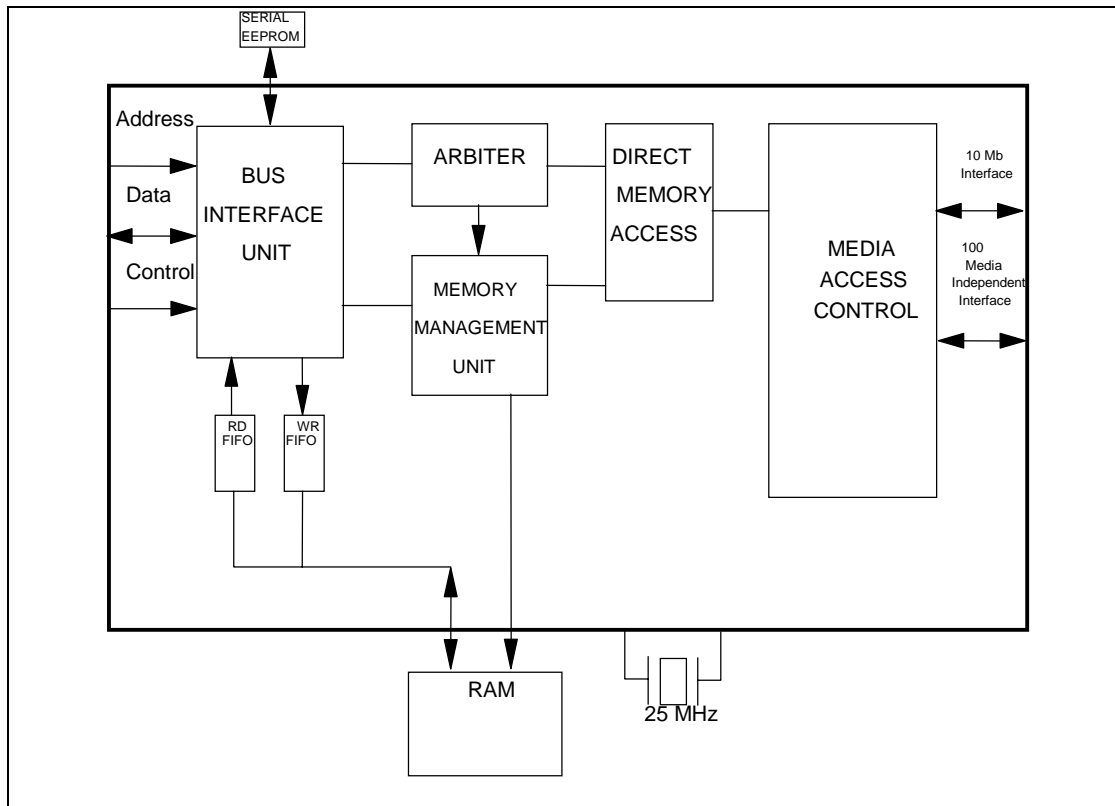 SERIAL
EEPROM
Address
Data
Control
BUS
INTERFACE
UNIT
ARBITER
MEMORY
MANAGEMENT
UNIT
DIRECT
MEMORY
ACCESS
MEDIA
ACCESS
CONTROL
10 Mb
Interface
100
Media
Independent
Interface
RD
FIFO
WR
FIFO
RAM
25 MHz